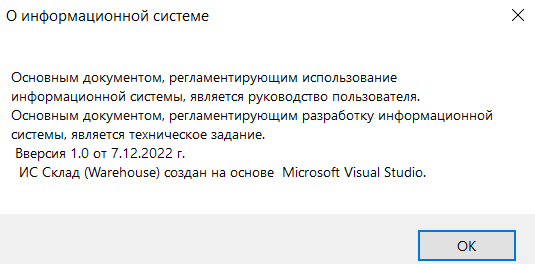 О информационной системе
Основным документом, регламентирующим использование
информационной системы, является руководство пользователя.
Основным документом, регламентирующим разработку информационной
системы, является техническое задание.
Вверсия 1.0 от 7.12.2022 г.
ИС Склад (Warehouse) создан на основе  Microsoft Visual Studio.
ОК